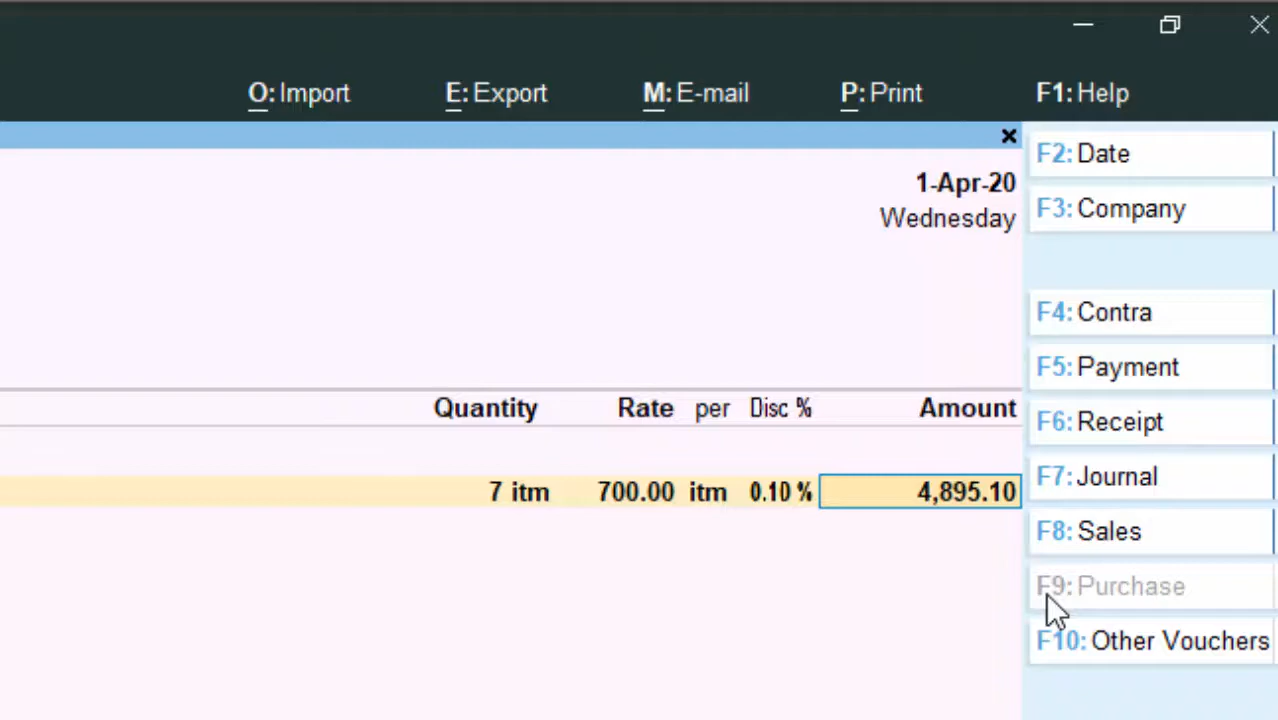 O: Import E: Export M: E-mail P: Print F1: Help
F2: Date
1-Apr-20
Wednesday
F3: Company
F4: Contra
F5: Payment
Quantity Rate per Disc % Amount
F6: Receipt
F7: Journal
7 itm 700.00 itm 0.10 % 4,895.10
F8: Sales
F9: Purchase
F10: Other Vouchers